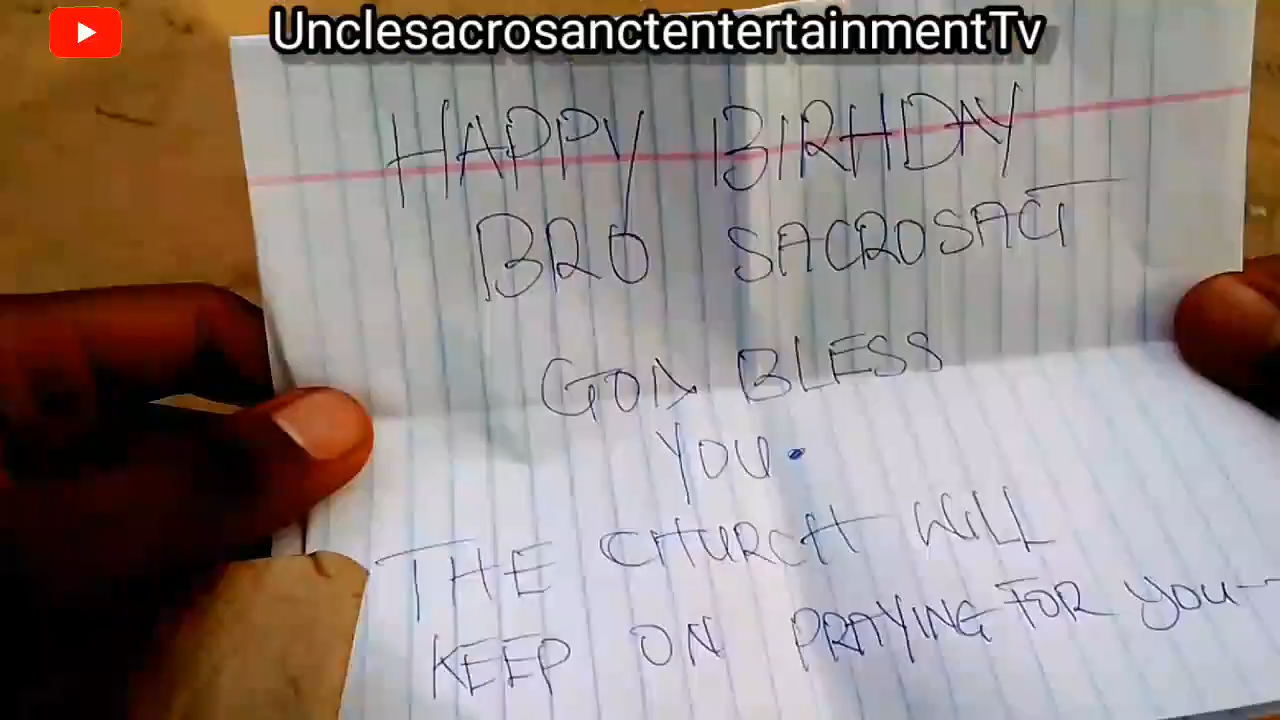 UnclesacrosanctentertainmentTv
HAPPY BIRHDAY
BRO SACROSACT
GOD BLESS
YOU.
THE CHURCH WILL
KEEP ON PRAYING FOR YOU-